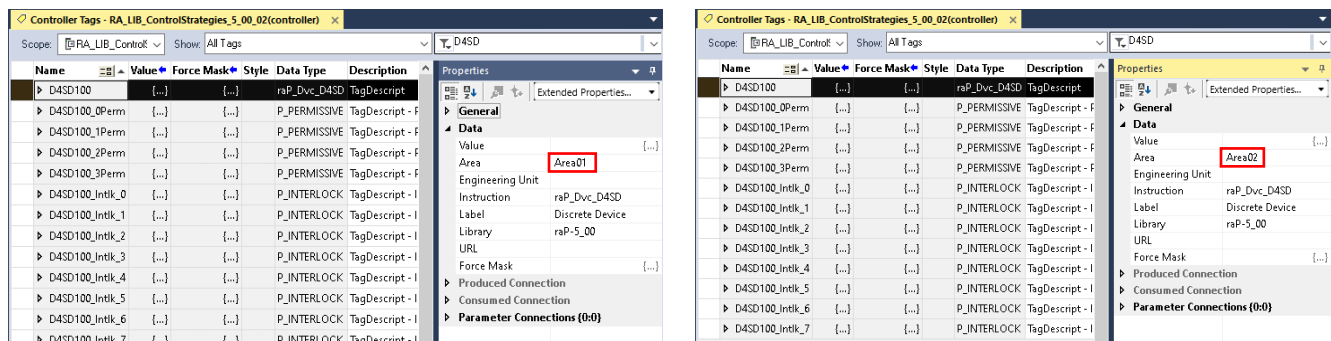 Controller Tags - RA_LIB_ControlStrategies_5_00_02(controller)
Scope: RA_LIB_Control Show: All Tags D4SD
Name Value Force Mask Style Data Type Description
D4SD100 {...} {...} raP_Dvc_D4SD TagDescript
D4SD100_0Perm {...} {...} P_PERMISSIVE TagDescript - P
D4SD100_1Perm {...} {...} P_PERMISSIVE TagDescript - P
D4SD100_2Perm {...} {...} P_PERMISSIVE TagDescript - P
D4SD100_3Perm {...} {...} P_PERMISSIVE TagDescript - P
D4SD100_Intlk_0 {...} {...} P_INTERLOCK TagDescript - I
D4SD100_Intlk_1 {...} {...} P_INTERLOCK TagDescript - I
D4SD100_Intlk_2 {...} {...} P_INTERLOCK TagDescript - I
D4SD100_Intlk_3 {...} {...} P_INTERLOCK TagDescript - I
D4SD100_Intlk_4 {...} {...} P_INTERLOCK TagDescript - I
D4SD100_Intlk_5 {...} {...} P_INTERLOCK TagDescript - I
D4SD100_Intlk_6 {...} {...} P_INTERLOCK TagDescript - I
D4SD100_Intlk_7 {...} {...} P_INTERLOCK TagDescript - I
Properties
Extended Properties...
General
Data
Value {...}
Area Area01
Engineering Unit
Instruction raP_Dvc_D4SD
Label Discrete Device
Library raP-5_00
URL
Force Mask {...}
Produced Connection
Consumed Connection
Parameter Connections {0:0}
Controller Tags - RA_LIB_ControlStrategies_5_00_02(controller)
Scope: RA_LIB_Control Show: All Tags D4SD
Name Value Force Mask Style Data Type Description
D4SD100 {...} {...} raP_Dvc_D4SD TagDescript
D4SD100_0Perm {...} {...} P_PERMISSIVE TagDescript - P
D4SD100_1Perm {...} {...} P_PERMISSIVE TagDescript - P
D4SD100_2Perm {...} {...} P_PERMISSIVE TagDescript - P
D4SD100_3Perm {...} {...} P_PERMISSIVE TagDescript - P
D4SD100_Intlk_0 {...} {...} P_INTERLOCK TagDescript - I
D4SD100_Intlk_1 {...} {...} P_INTERLOCK TagDescript - I
D4SD100_Intlk_2 {...} {...} P_INTERLOCK TagDescript - I
D4SD100_Intlk_3 {...} {...} P_INTERLOCK TagDescript - I
D4SD100_Intlk_4 {...} {...} P_INTERLOCK TagDescript - I
D4SD100_Intlk_5 {...} {...} P_INTERLOCK TagDescript - I
D4SD100_Intlk_6 {...} {...} P_INTERLOCK TagDescript - I
D4SD100_Intlk_7 {...} {...} P_INTERLOCK TagDescript - I
Properties
Extended Properties...
General
Data
Value {...}
Area Area02
Engineering Unit
Instruction raP_Dvc_D4SD
Label Discrete Device
Library raP-5_00
URL
Force Mask {...}
Produced Connection
Consumed Connection
Parameter Connections {0:0}